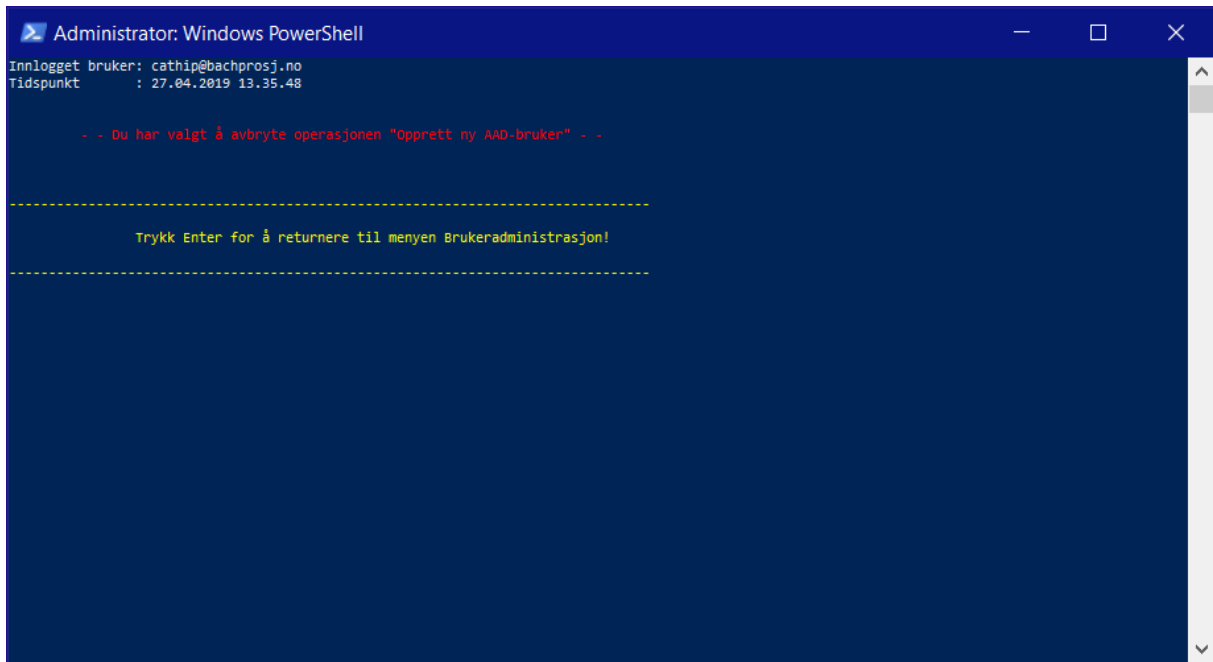 Administrator: Windows PowerShell
Innlogget bruker: cathip@bachprosj.no
Tidspunkt : 27.04.2019 13.35.48
- - Du har valgt å avbryte operasjonen "Opprett ny AAD-bruker" - -
--------------------------------------------------------------------------------
Trykk Enter for å returnere til menyen Brukeradministrasjon!
--------------------------------------------------------------------------------